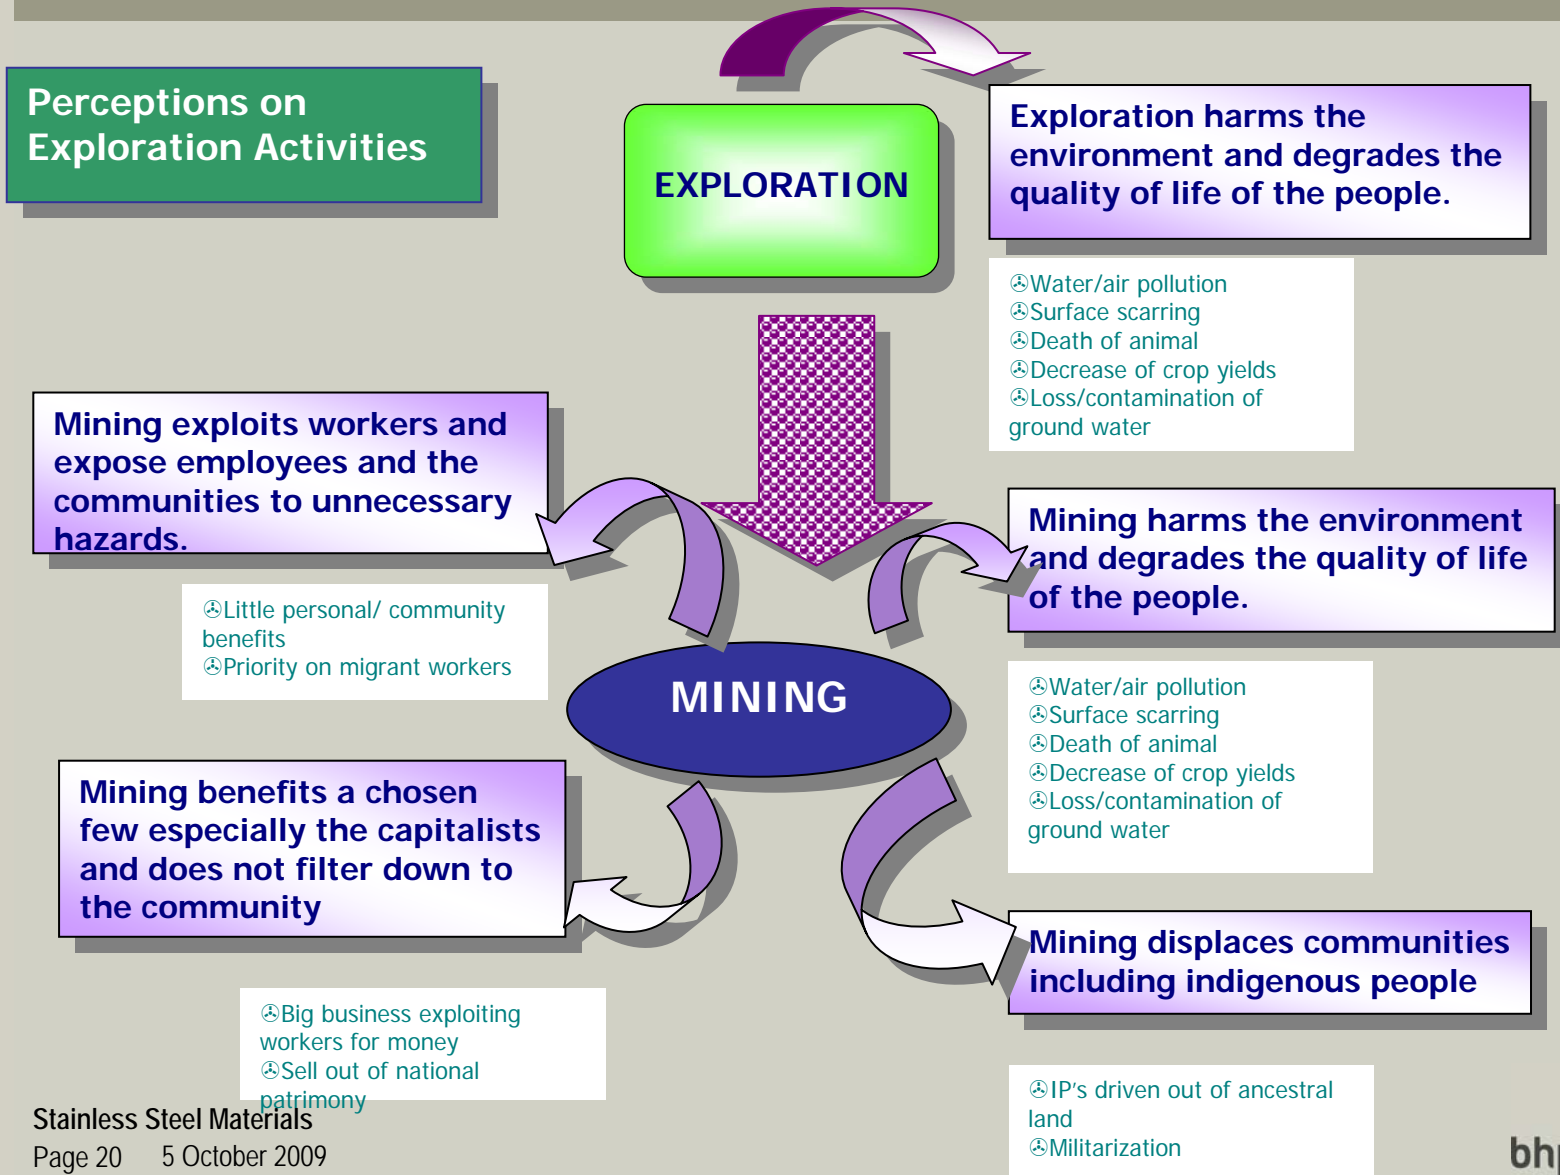 Perceptions on
Exploration Activities
EXPLORATION
Exploration harms the
environment and degrades the
quality of life of the people.
Water/air pollution
Surface scarring
Death of animal
Decrease of crop yields
Loss/contamination of
ground water
Mining exploits workers and
expose employees and the
communities to unnecessary
hazards.
Little personal/ community
benefits
Priority on migrant workers
Mining harms the environment
and degrades the quality of life
of the people.
Water/air pollution
Surface scarring
Death of animal
Decrease of crop yields
Loss/contamination of
ground water
MINING
Mining benefits a chosen
few especially the capitalists
and does not filter down to
the community
Big business exploiting
workers for money
Sell out of national
patrimony
Mining displaces communities
including indigenous people
IP's driven out of ancestral
land
Militarization
Stainless Steel Materials
Page 20 5 October 2009